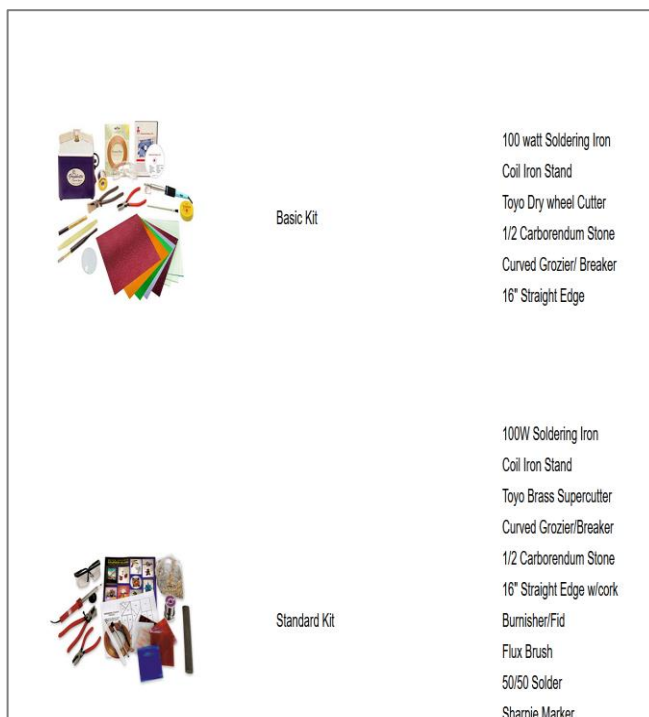 Basic Kit
100 watt Soldering Iron
Coil Iron Stand
Toyo Dry wheel Cutter
1/2 Carborendum Stone
Curved Grozier/ Breaker
16" Straight Edge
Standard Kit
100W Soldering Iron
Coil Iron Stand
Toyo Brass Supercutter
Curved Grozier/Breaker
1/2 Carborendum Stone
16" Straight Edge w/cork
Burnisher/Fid
Flux Brush
50/50 Solder
Sharpie Marker